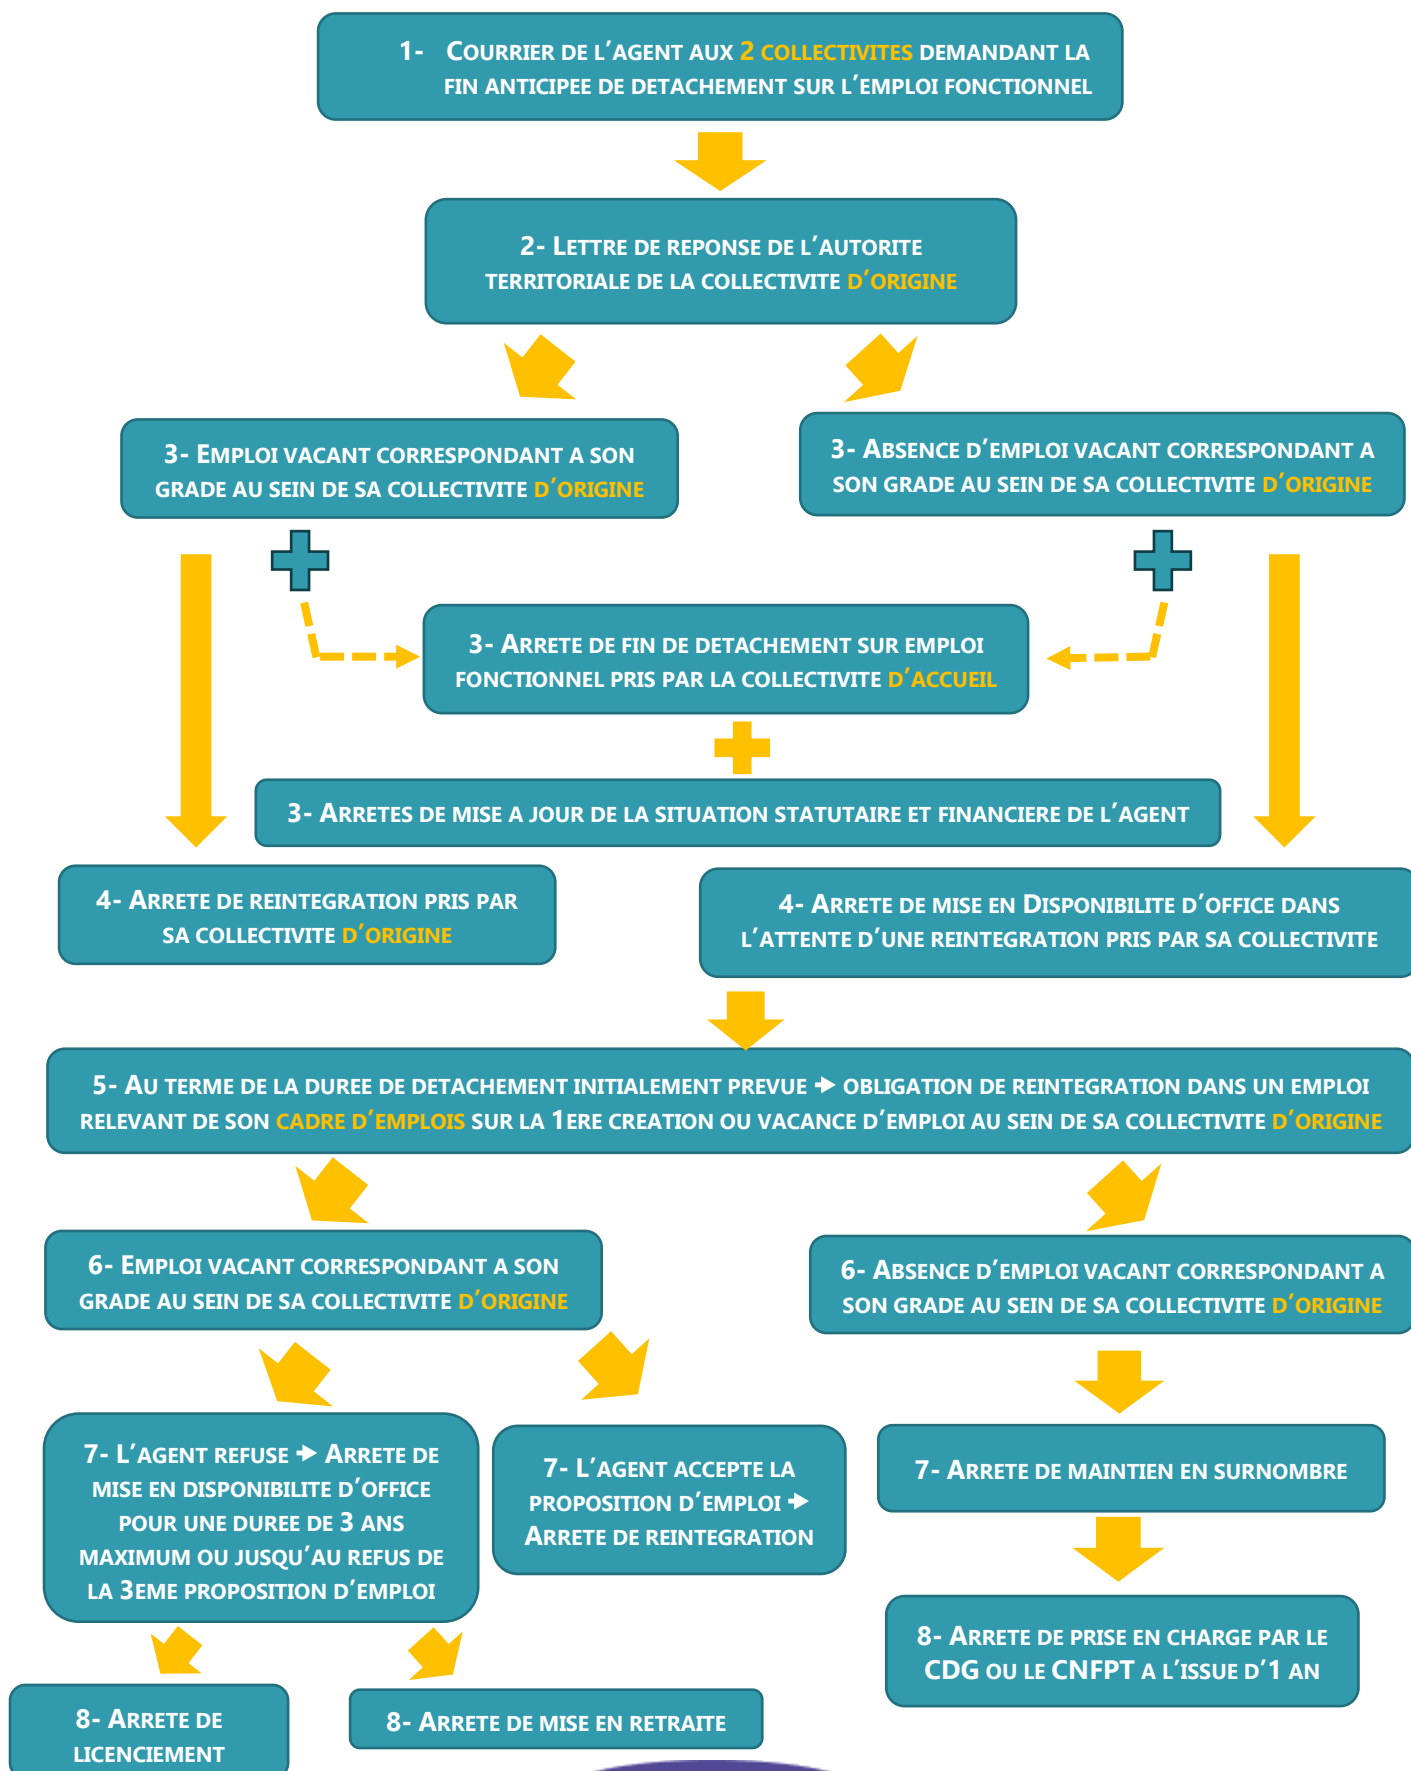 1- COURRIER DE L'AGENT AUX 2 COLLECTIVITES DEMANDANT LA
FIN ANTICIPEE DE DETACHEMENT SUR L'EMPLOI FONCTIONNEL
2- LETTRE DE REPONSE DE L'AUTORITE
TERRITORIALE DE LA COLLECTIVITE D'ORIGINE
3- EMPLOI VACANT CORRESPONDANT A SON
GRADE AU SEIN DE SA COLLECTIVITE D'ORIGINE
3- ABSENCE D'EMPLOI VACANT CORRESPONDANT A
SON GRADE AU SEIN DE SA COLLECTIVITE D'ORIGINE
3- ARRETE DE FIN DE DETACHEMENT SUR EMPLOI
FONCTIONNEL PRIS PAR LA COLLECTIVITE D'ACCUEIL
3- ARRETES DE MISE A JOUR DE LA SITUATION STATUTAIRE ET FINANCIERE DE L'AGENT
4- ARRETE DE REINTEGRATION PRIS PAR
SA COLLECTIVITE D'ORIGINE
4- ARRETE DE MISE EN DISPONIBILITE D'OFFICE DANS
L'ATTENTE D'UNE REINTEGRATION PRIS PAR SA COLLECTIVITE
5- AU TERME DE LA DUREE DE DETACHEMENT INITIALEMENT PREVUE → OBLIGATION DE REINTEGRATION DANS UN EMPLOI
RELEVANT DE SON CADRE D'EMPLOIS SUR LA 1ERE CREATION OU VACANCE D'EMPLOI AU SEIN DE SA COLLECTIVITE D'ORIGINE
6- EMPLOI VACANT CORRESPONDANT A SON
GRADE AU SEIN DE SA COLLECTIVITE D'ORIGINE
6- ABSENCE D'EMPLOI VACANT CORRESPONDANT A
SON GRADE AU SEIN DE SA COLLECTIVITE D'ORIGINE
7- L'AGENT REFUSE → ARRETE DE
MISE EN DISPONIBILITE D'OFFICE
POUR UNE DUREE DE 3 ANS
MAXIMUM OU JUSQU'AU REFUS DE
LA 3EME PROPOSITION D'EMPLOI
7- L'AGENT ACCEPTE LA
PROPOSITION D'EMPLOI →
ARRETE DE REINTEGRATION
7- ARRETE DE MAINTIEN EN SURNOMBRE
8- ARRETE DE PRISE EN CHARGE PAR LE
CDG OU LE CNFPT A L'ISSUE D'1 AN
8- ARRETE DE
LICENCIEMENT
8- ARRETE DE MISE EN RETRAITE